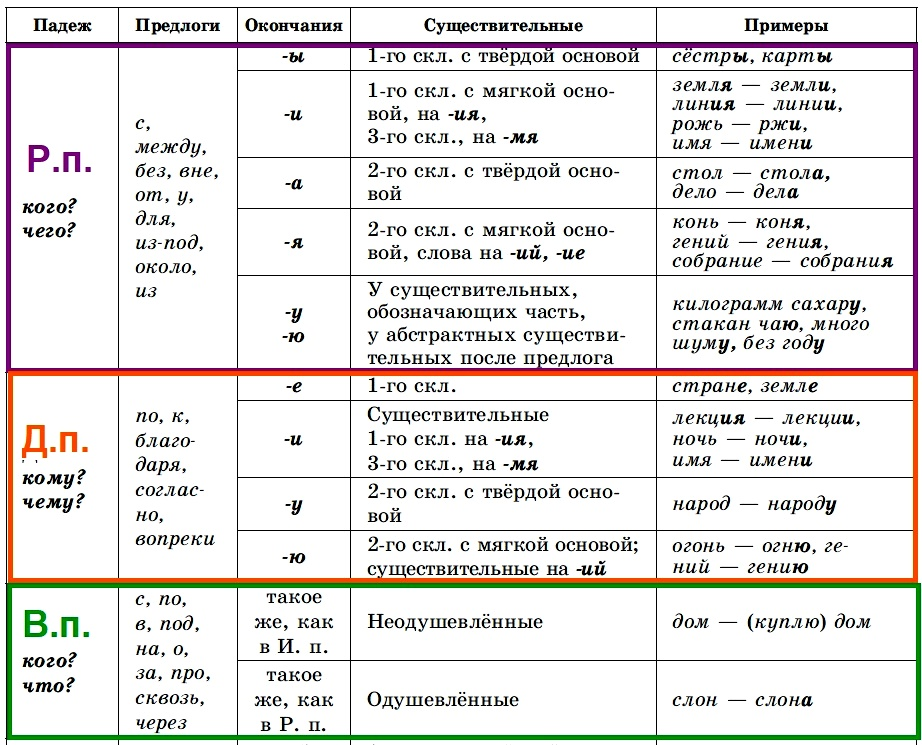 Падеж Предлоги Окончания Существительные Примеры
Р.п.
кого?
чего?
с,
между,
без, вне,
от, у,
для,
из-под,
около,
из
-ы
1-го скл. с твёрдой основой
сёстры, карты
-и
1-го скл. с мягкой осно-
вой, на -ия,
3-го скл., на -мя
земля — земли,
линия — линии,
рожь — ржи,
имя — имени
-а
2-го скл. с твёрдой осно-
вой
стол — стола,
дело — дела
-я
2-го скл. с мягкой осно-
вой, слова на -ий, -ие
конь — коня,
гений — гения,
собрание — собрания
-у
-ю
У существительных,
обозначающих часть,
у абстрактных существи-
тельных после предлога
килограмм сахару,
стакан чаю, много
шуму, без году
Д.п.
кому?
чему?
по, к,
благо-
даря,
соглас-
но,
вопреки
-е
1-го скл.
стране, земле
-и
Существительные
1-го скл. на -ия,
3-го скл., на -мя
лекция — лекции,
ночь — ночи,
имя — имени
-у
2-го скл. с твёрдой осно-
вой
народ — народу
-ю
2-го скл. с мягкой основой;
существительные на -ий
огонь — огню, ге-
ний — гению
В.п.
кого?
что?
с, по,
в, под,
на, о,
за, про,
сквозь,
через
такое
же, как
в И. п.
Неодушевлённые
дом — (куплю) дом
такое
же, как
в Р. п.
Одушевлённые
слон — слона